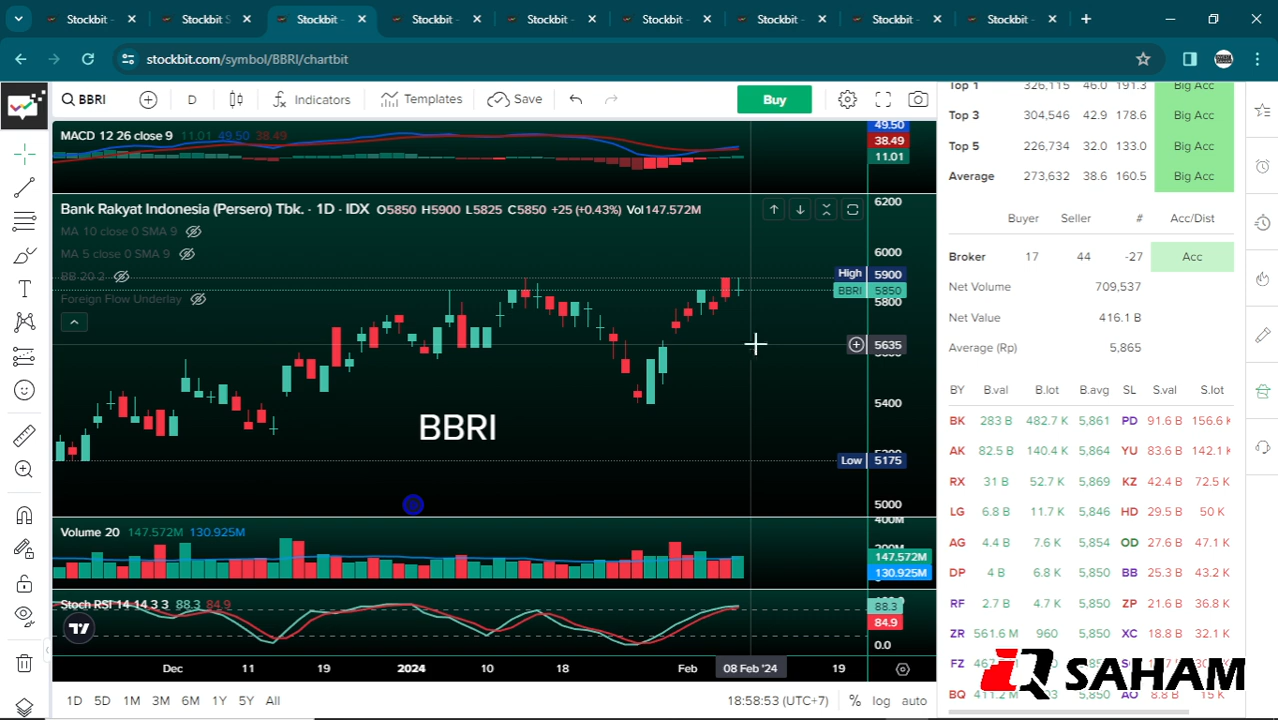 Stockbit - Stockbit S Stockbit - Stockbit - Stockbit - Stockbit - Stockbit - Stockbit - Stockbit -
stockbit.com/symbol/BBRI/chartbit
BBRI D Indicators Templates Save Buy
MACD 12 26 close 9 11.01 49.50 38.49
49.50
38.49
11.01
Bank Rakyat Indonesia (Persero) Tbk. · 1D · IDX O5850 H5900 L5825 C5850 +25 (+0.43%) Vol147.572M
MA 10 close 0 SMA 9
MA 5 close 0 SMA 9
BB 20 2
Foreign Flow Underlay
6200
6000
High 5900
BBRI 5850
5800
5635
5400
Low 5175
5000
BBRI
Volume 20 147.572M 130.925M
400M
147.572M
130.925M
Stoch RSI 14 14 3 3 88.3 84.9
88.3
84.9
0.0
Dec 11 19 2024 10 18 Feb 08 Feb '24 19
1D 5D 1M 3M 6M 1Y 5Y All 18:58:53 (UTC+7) % log auto
Top 1 326,115 46.0 191.3 Big Acc
Top 3 304,546 42.9 178.6 Big Acc
Top 5 226,734 32.0 133.0 Big Acc
Average 273,632 38.6 160.5 Big Acc
Buyer Seller # Acc/Dist
Broker 17 44 -27 Acc
Net Volume 709,537
Net Value 416.1 B
Average (Rp) 5,865
BY B.val B.lot B.avg SL S.val S.lot
BK 283 B 482.7 K 5,861 PD 91.6 B 156.6 K
AK 82.5 B 140.4 K 5,864 YU 83.6 B 142.1 K
RX 31 B 52.7 K 5,869 KZ 42.4 B 72.5 K
LG 6.8 B 11.7 K 5,846 HD 29.5 B 50 K
AG 4.4 B 7.6 K 5,854 OD 27.6 B 47.1 K
DP 4 B 6.8 K 5,850 BB 25.3 B 43.2 K
RF 2.7 B 4.7 K 5,850 ZP 21.6 B 36.8 K
ZR 561.6 M 960 5,850 XC 18.8 B 32.1 K
FZ
BQ
IQ SAHAM